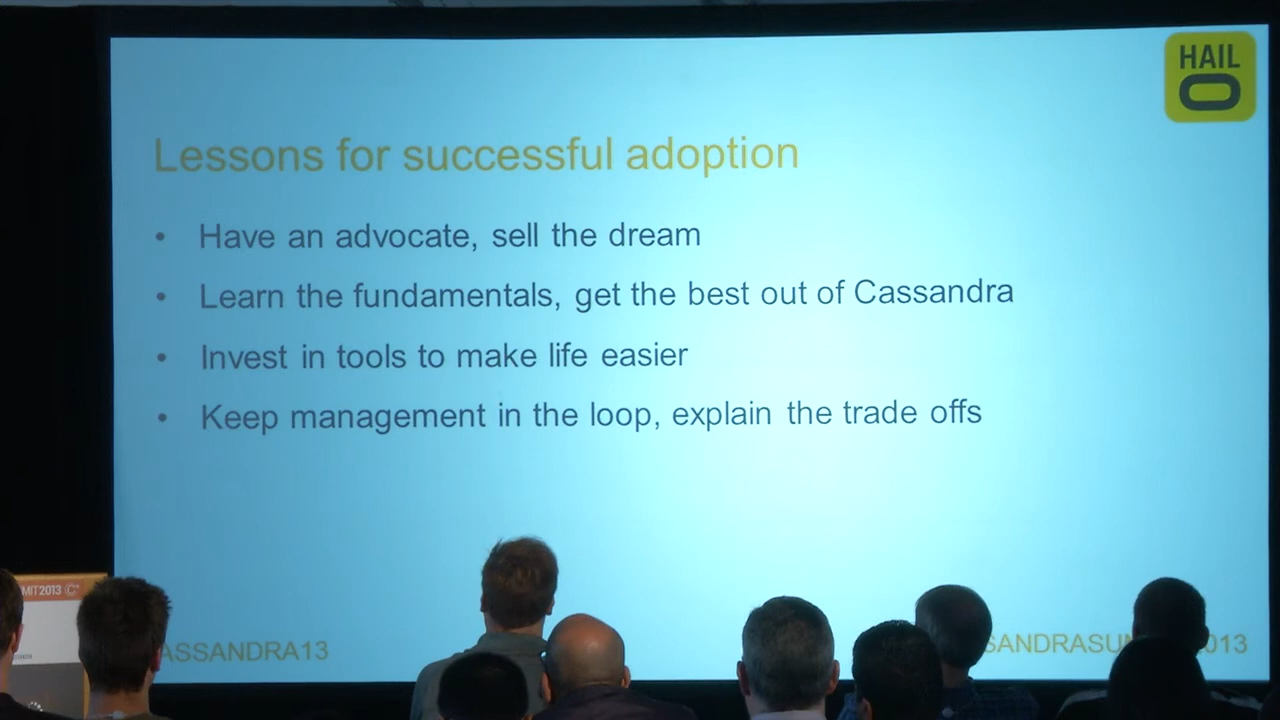 HAIL
O
Lessons for successful adoption
• Have an advocate, sell the dream
• Learn the fundamentals, get the best out of Cassandra
• Invest in tools to make life easier
• Keep management in the loop, explain the trade offs
MIT2013 C*
ASSANDRA13
SANDRASU 013